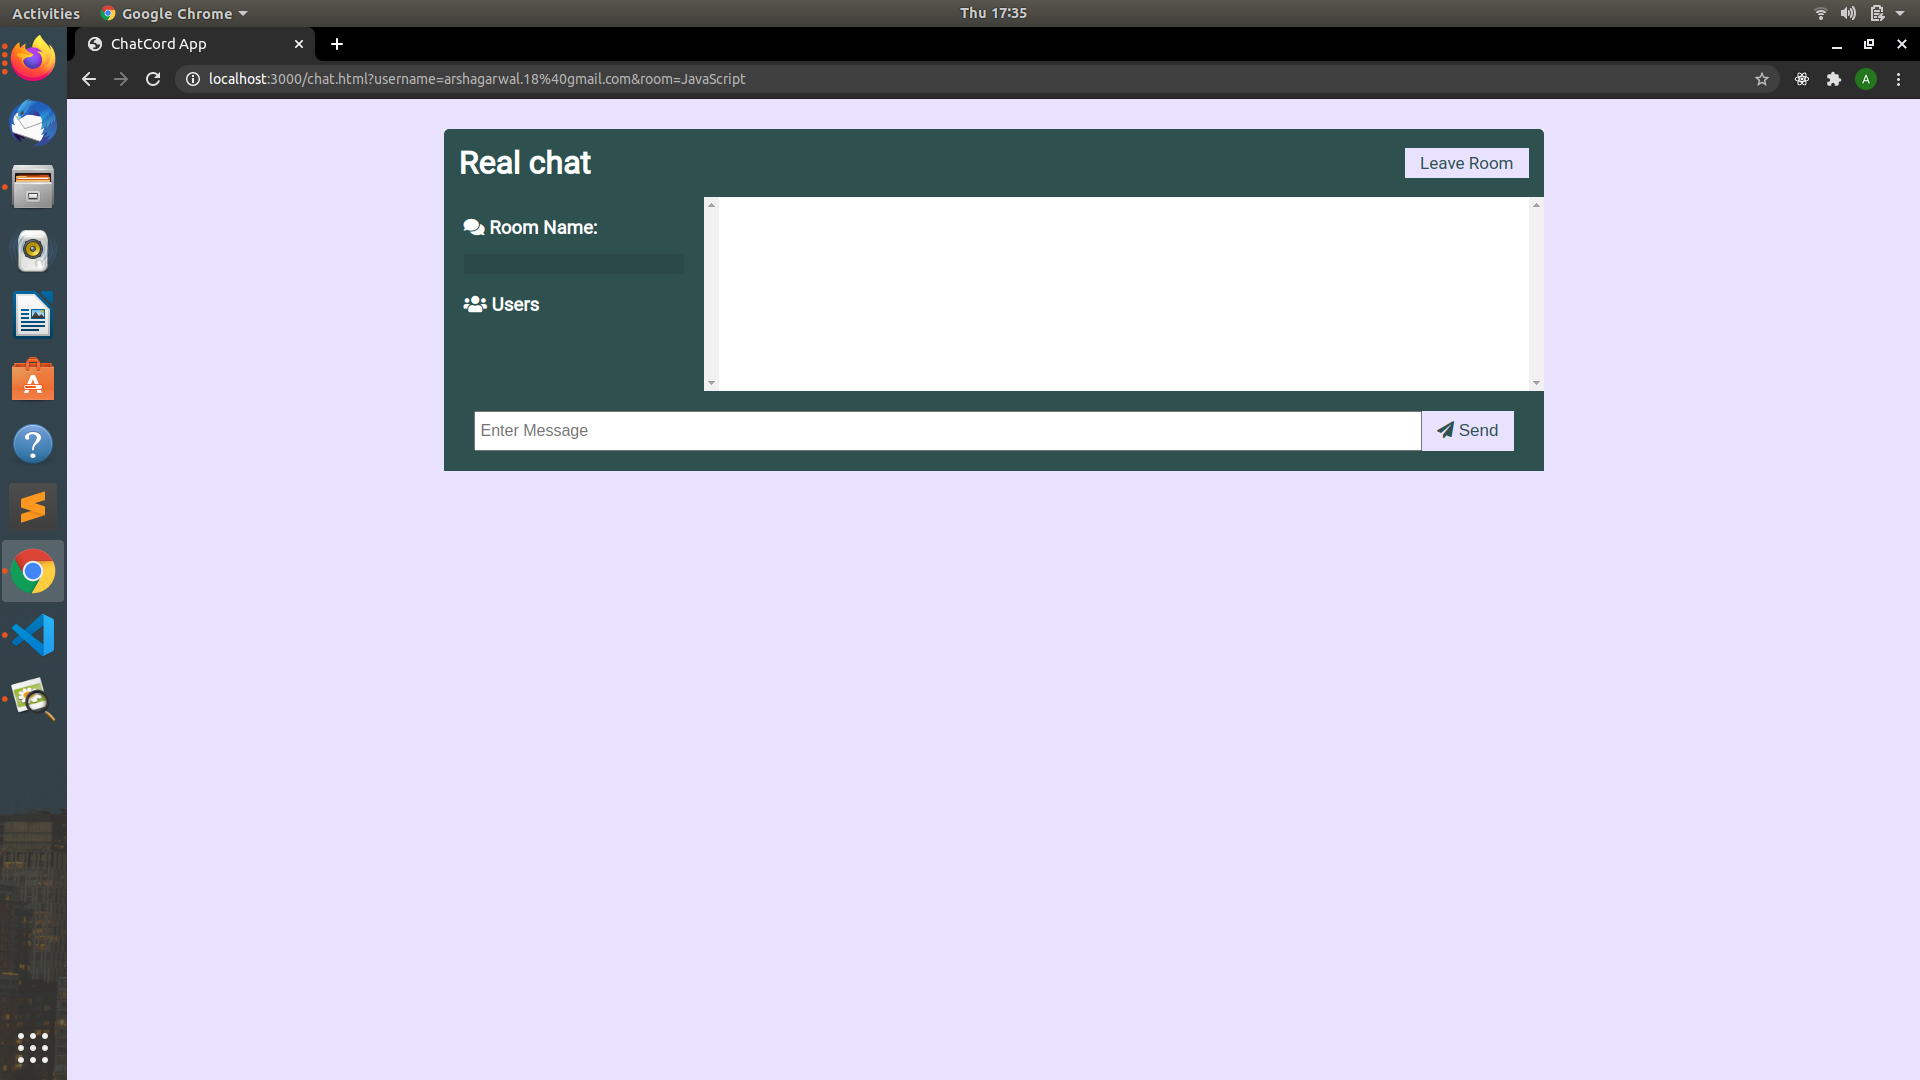 Activities
Google Chrome
Thu 17:35
ChatCord App
localhost:3000/chat.html?username=arshagarwal.18%40gmail.com&room=JavaScript
A
Real chat
Leave Room
Room Name:
Users
Enter Message
Send